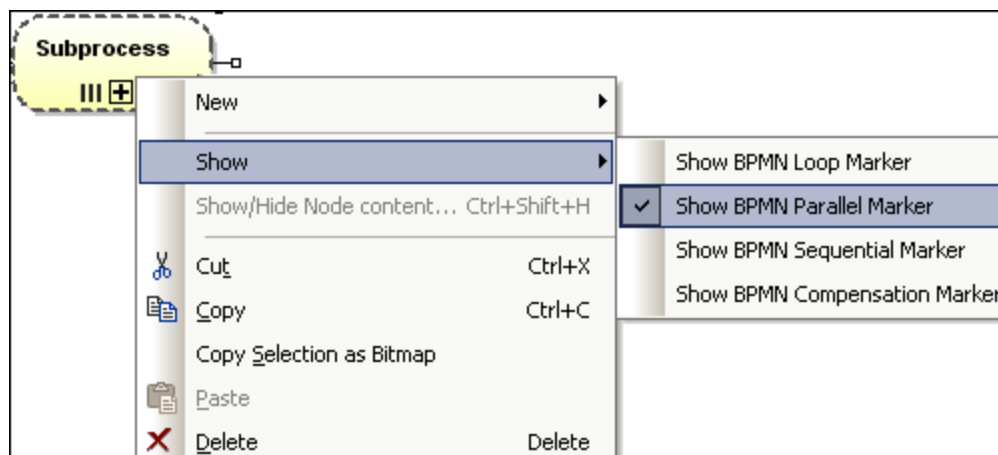 Subprocess
New
Show
Show BPMN Loop Marker
Show/Hide Node content... Ctrl+Shift+H
Show BPMN Parallel Marker
Show BPMN Sequential Marker
Cut Ctrl+X
Show BPMN Compensation Marker
Copy Ctrl+C
Copy Selection as Bitmap
Paste
Delete Delete